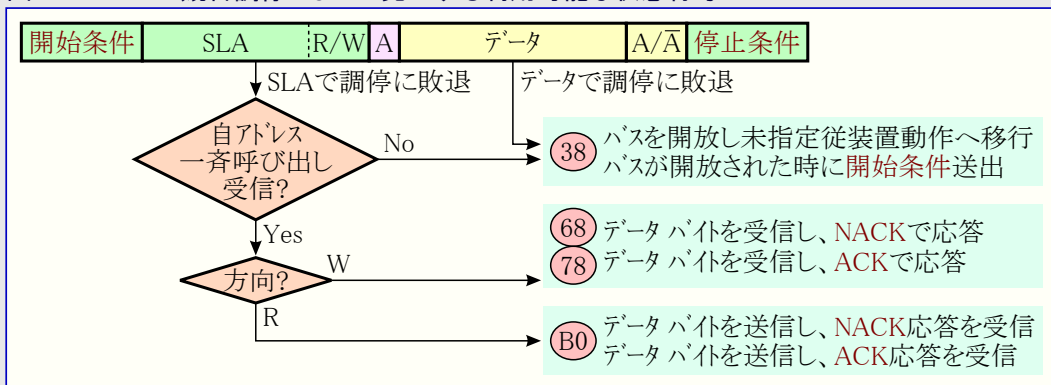 開始条件 SLA R/W A データ A/A̅ 停止条件
SLAで調停に敗退 データで調停に敗退
自アドレス
一斉呼び出し
受信?
No
38
バスを開放し未指定従装置動作へ移行
バスが開放された時に開始条件送出
Yes
68 データ バイトを受信し、NACKで応答
78 データ バイトを受信し、ACKで応答
方向?
W
R
B0
データ バイトを送信し、NACK応答を受信
データ バイトを送信し、ACK応答を受信